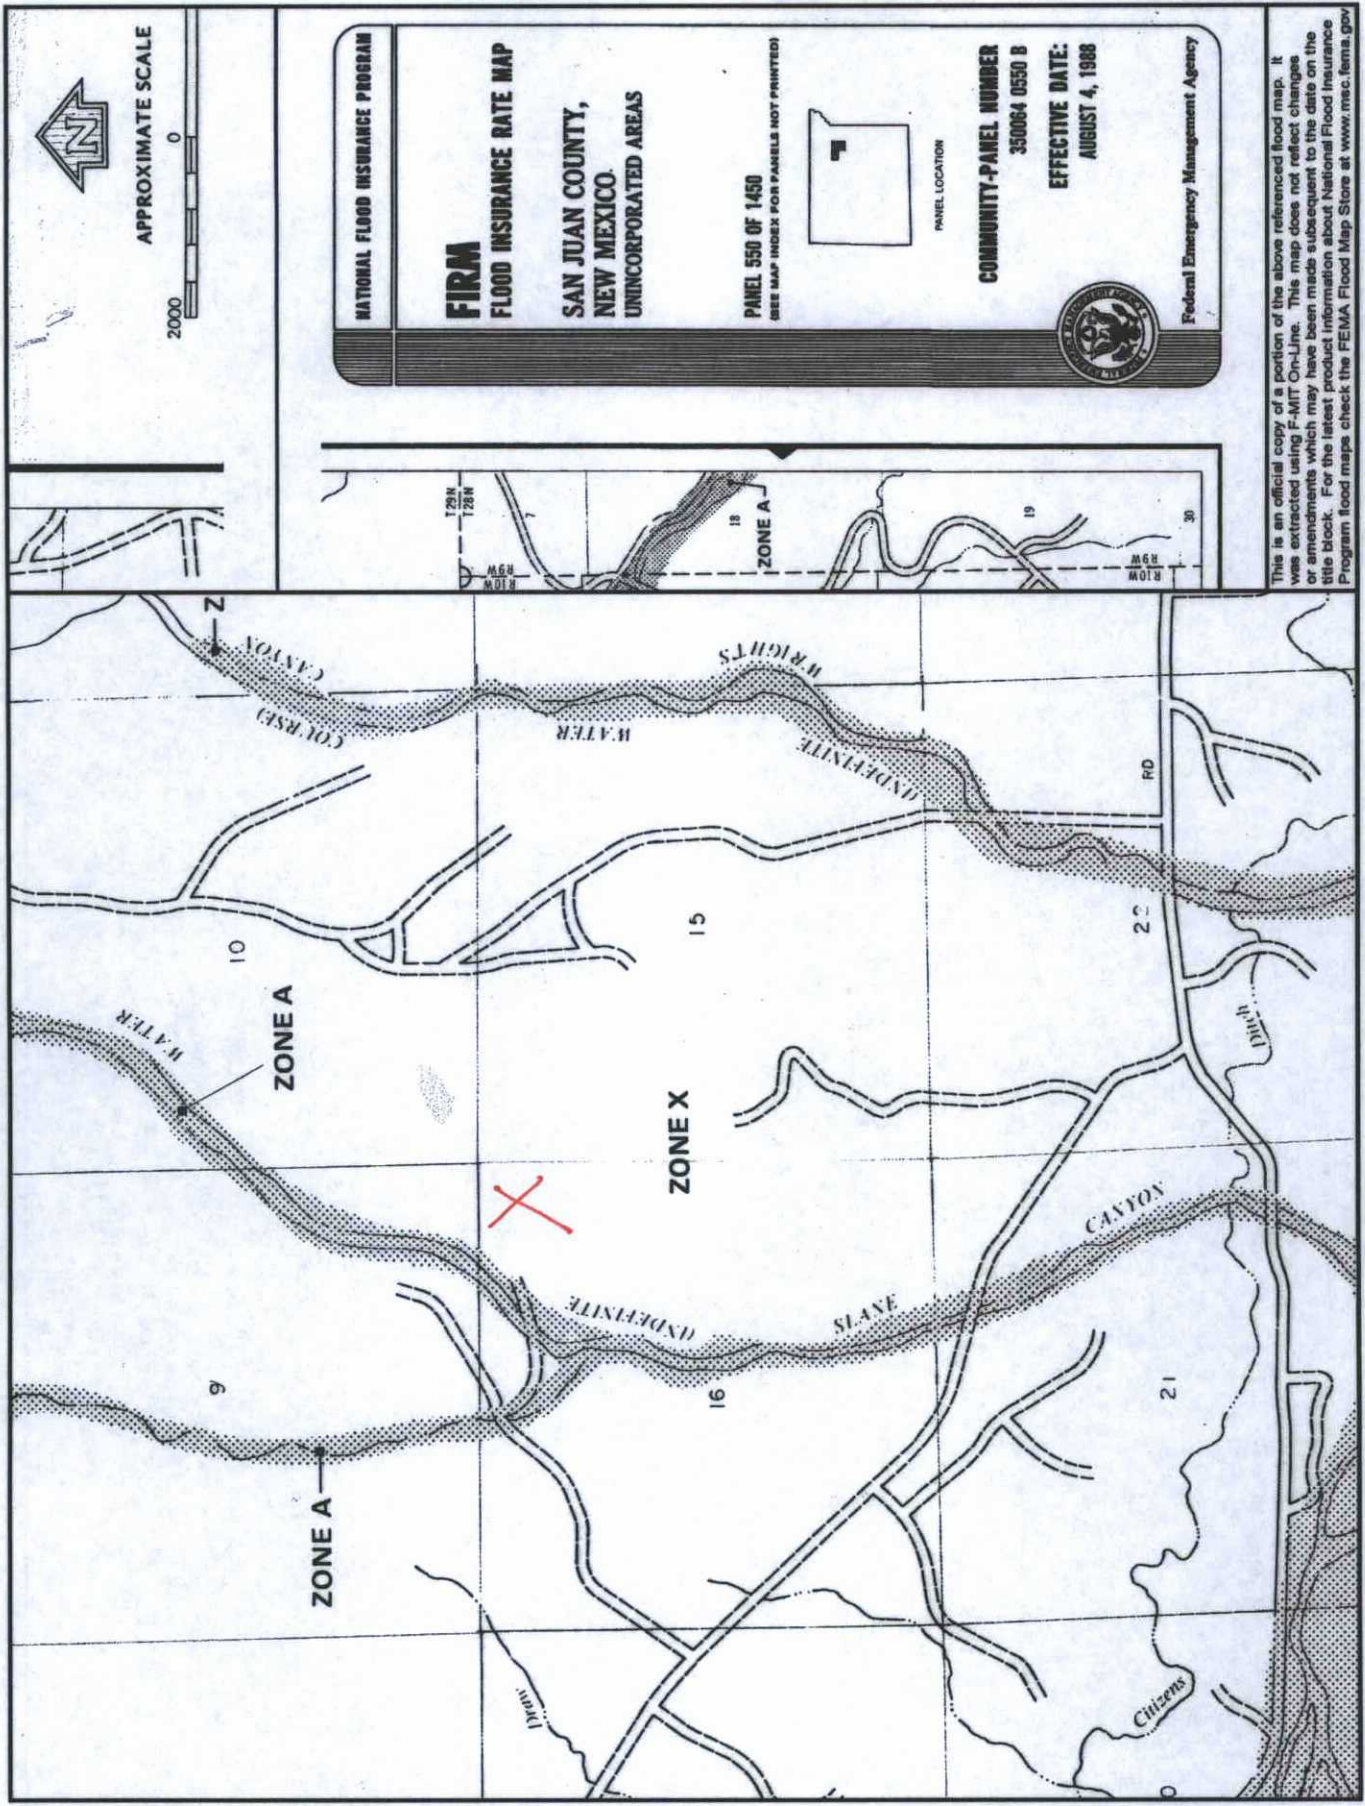 APPROXIMATE SCALE
2000 0
N
NATIONAL FLOOD INSURANCE PROGRAM
FIRM
FLOOD INSURANCE RATE MAP
SAN JUAN COUNTY,
NEW MEXICO
UNINCORPORATED AREAS
PANEL 550 OF 1450
(SEE MAP INDEX FOR PANELS NOT PRINTED)
PANEL LOCATION
COMMUNITY-PANEL NUMBER
350064 0550 B
EFFECTIVE DATE:
AUGUST 4, 1988
Federal Emergency Management Agency
This is an official copy of a portion of the above referenced flood map. It
was extracted using F-MIT On-Line. This map does not reflect changes
or amendments which may have been made subsequent to the date on the
title block. For the latest product information about National Flood Insurance
Program flood maps check the FEMA Flood Map Store at www.msc.fema.gov
T29N
T28N
R10W
R9W
7
18
ZONE A
19
30
R10W
R9W
Z
CANYON
COURSE)
WATER
WRIGHTS
(INDEFINITE
10
WATER
ZONE A
15
RD
22
ZONE X
Ditch
9
ZONE A
(INDEFINITE
16
SLANE
CANYON
21
Draw
Citizens